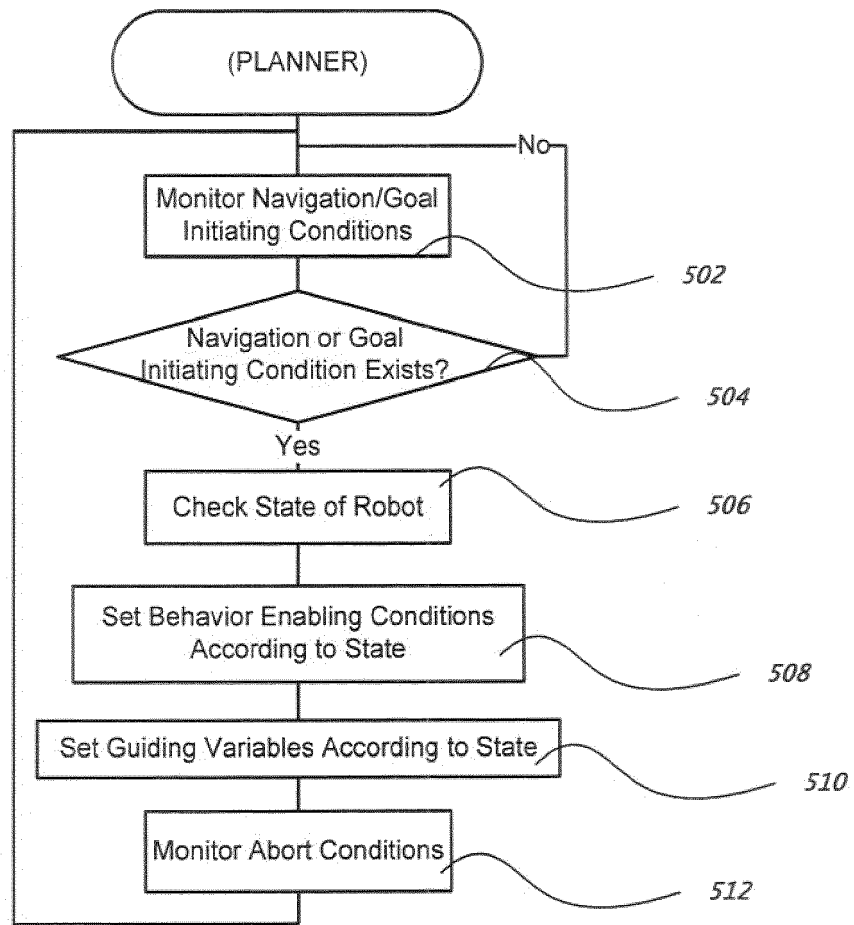 (PLANNER)
No
Monitor Navigation/Goal
Initiating Conditions
502
Navigation or Goal
Initiating Condition Exists?
504
Yes
Check State of Robot
506
Set Behavior Enabling Conditions
According to State
508
Set Guiding Variables According to State
510
Monitor Abort Conditions
512